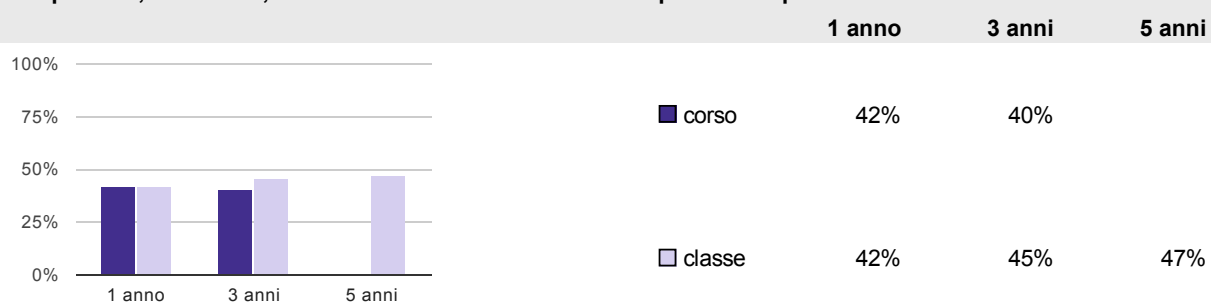 1 anno 3 anni 5 anni
100%
75%
50%
25%
0%
1 anno 3 anni 5 anni
corso 42% 40%
classe 42% 45% 47%